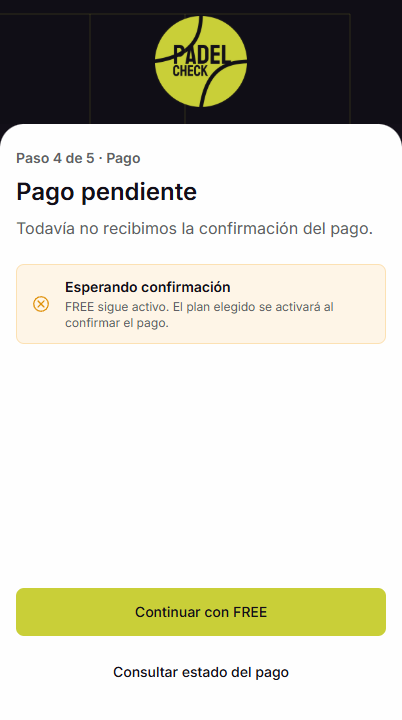 PADEL
CHECK
Paso 4 de 5 · Pago
Pago pendiente
Todavía no recibimos la confirmación del pago.
Esperando confirmación
FREE sigue activo. El plan elegido se activará al
confirmar el pago.
Continuar con FREE
Consultar estado del pago